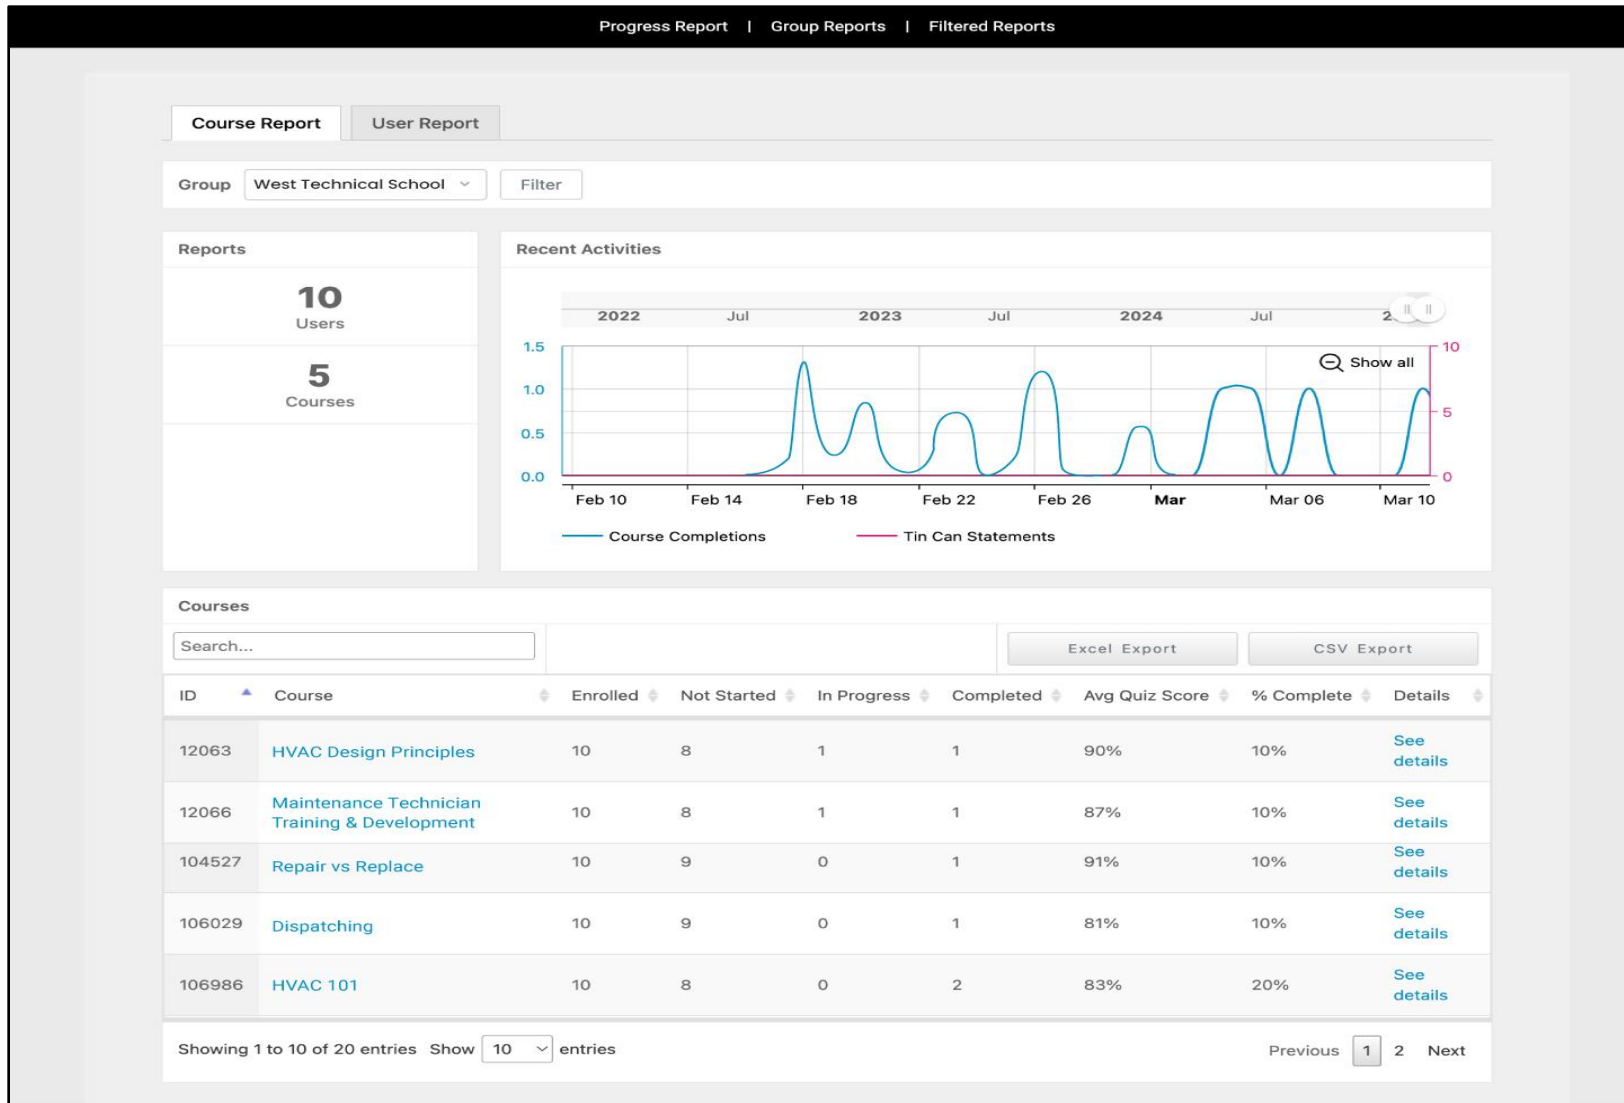 Progress Report | Group Reports | Filtered Reports
Course Report User Report
Group West Technical School Filter
Reports
10
Users
5
Courses
Recent Activities
2022 Jul 2023 Jul 2024 Jul 2
1.5 10
Show all
1.0
5
0.5
0.0 0
Feb 10 Feb 14 Feb 18 Feb 22 Feb 26 Mar Mar 06 Mar 10
Course Completions Tin Can Statements
Courses
Search... Excel Export CSV Export
ID Course Enrolled Not Started In Progress Completed Avg Quiz Score % Complete Details
12063 HVAC Design Principles 10 8 1 1 90% 10% See details
12066 Maintenance Technician Training & Development 10 8 1 1 87% 10% See details
104527 Repair vs Replace 10 9 0 1 91% 10% See details
106029 Dispatching 10 9 0 1 81% 10% See details
106986 HVAC 101 10 8 0 2 83% 20% See details
Showing 1 to 10 of 20 entries Show 10 entries Previous 1 2 Next